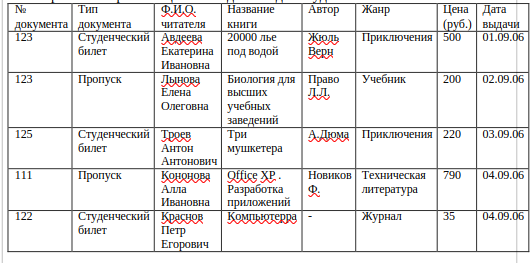 № документа Тип документа Ф.И.О. читателя Название книги Автор Жанр Цена (руб.) Дата выдачи
123 Студенческий билет Авдеева Екатерина Ивановна 20000 лье под водой Жюль Верн Приключения 500 01.09.06
123 Пропуск Лынова Елена Олеговна Биология для высших учебных заведений Право Л.Л. Учебник 200 02.09.06
125 Студенческий билет Троев Антон Антонович Три мушкетера А.Дюма Приключения 220 03.09.06
111 Пропуск Кононова Алла Ивановна Office XP . Разработка приложений Новиков Ф. Техническая литература 790 04.09.06
122 Студенческий билет Краснов Петр Егорович Компьютерра - Журнал 35 04.09.06